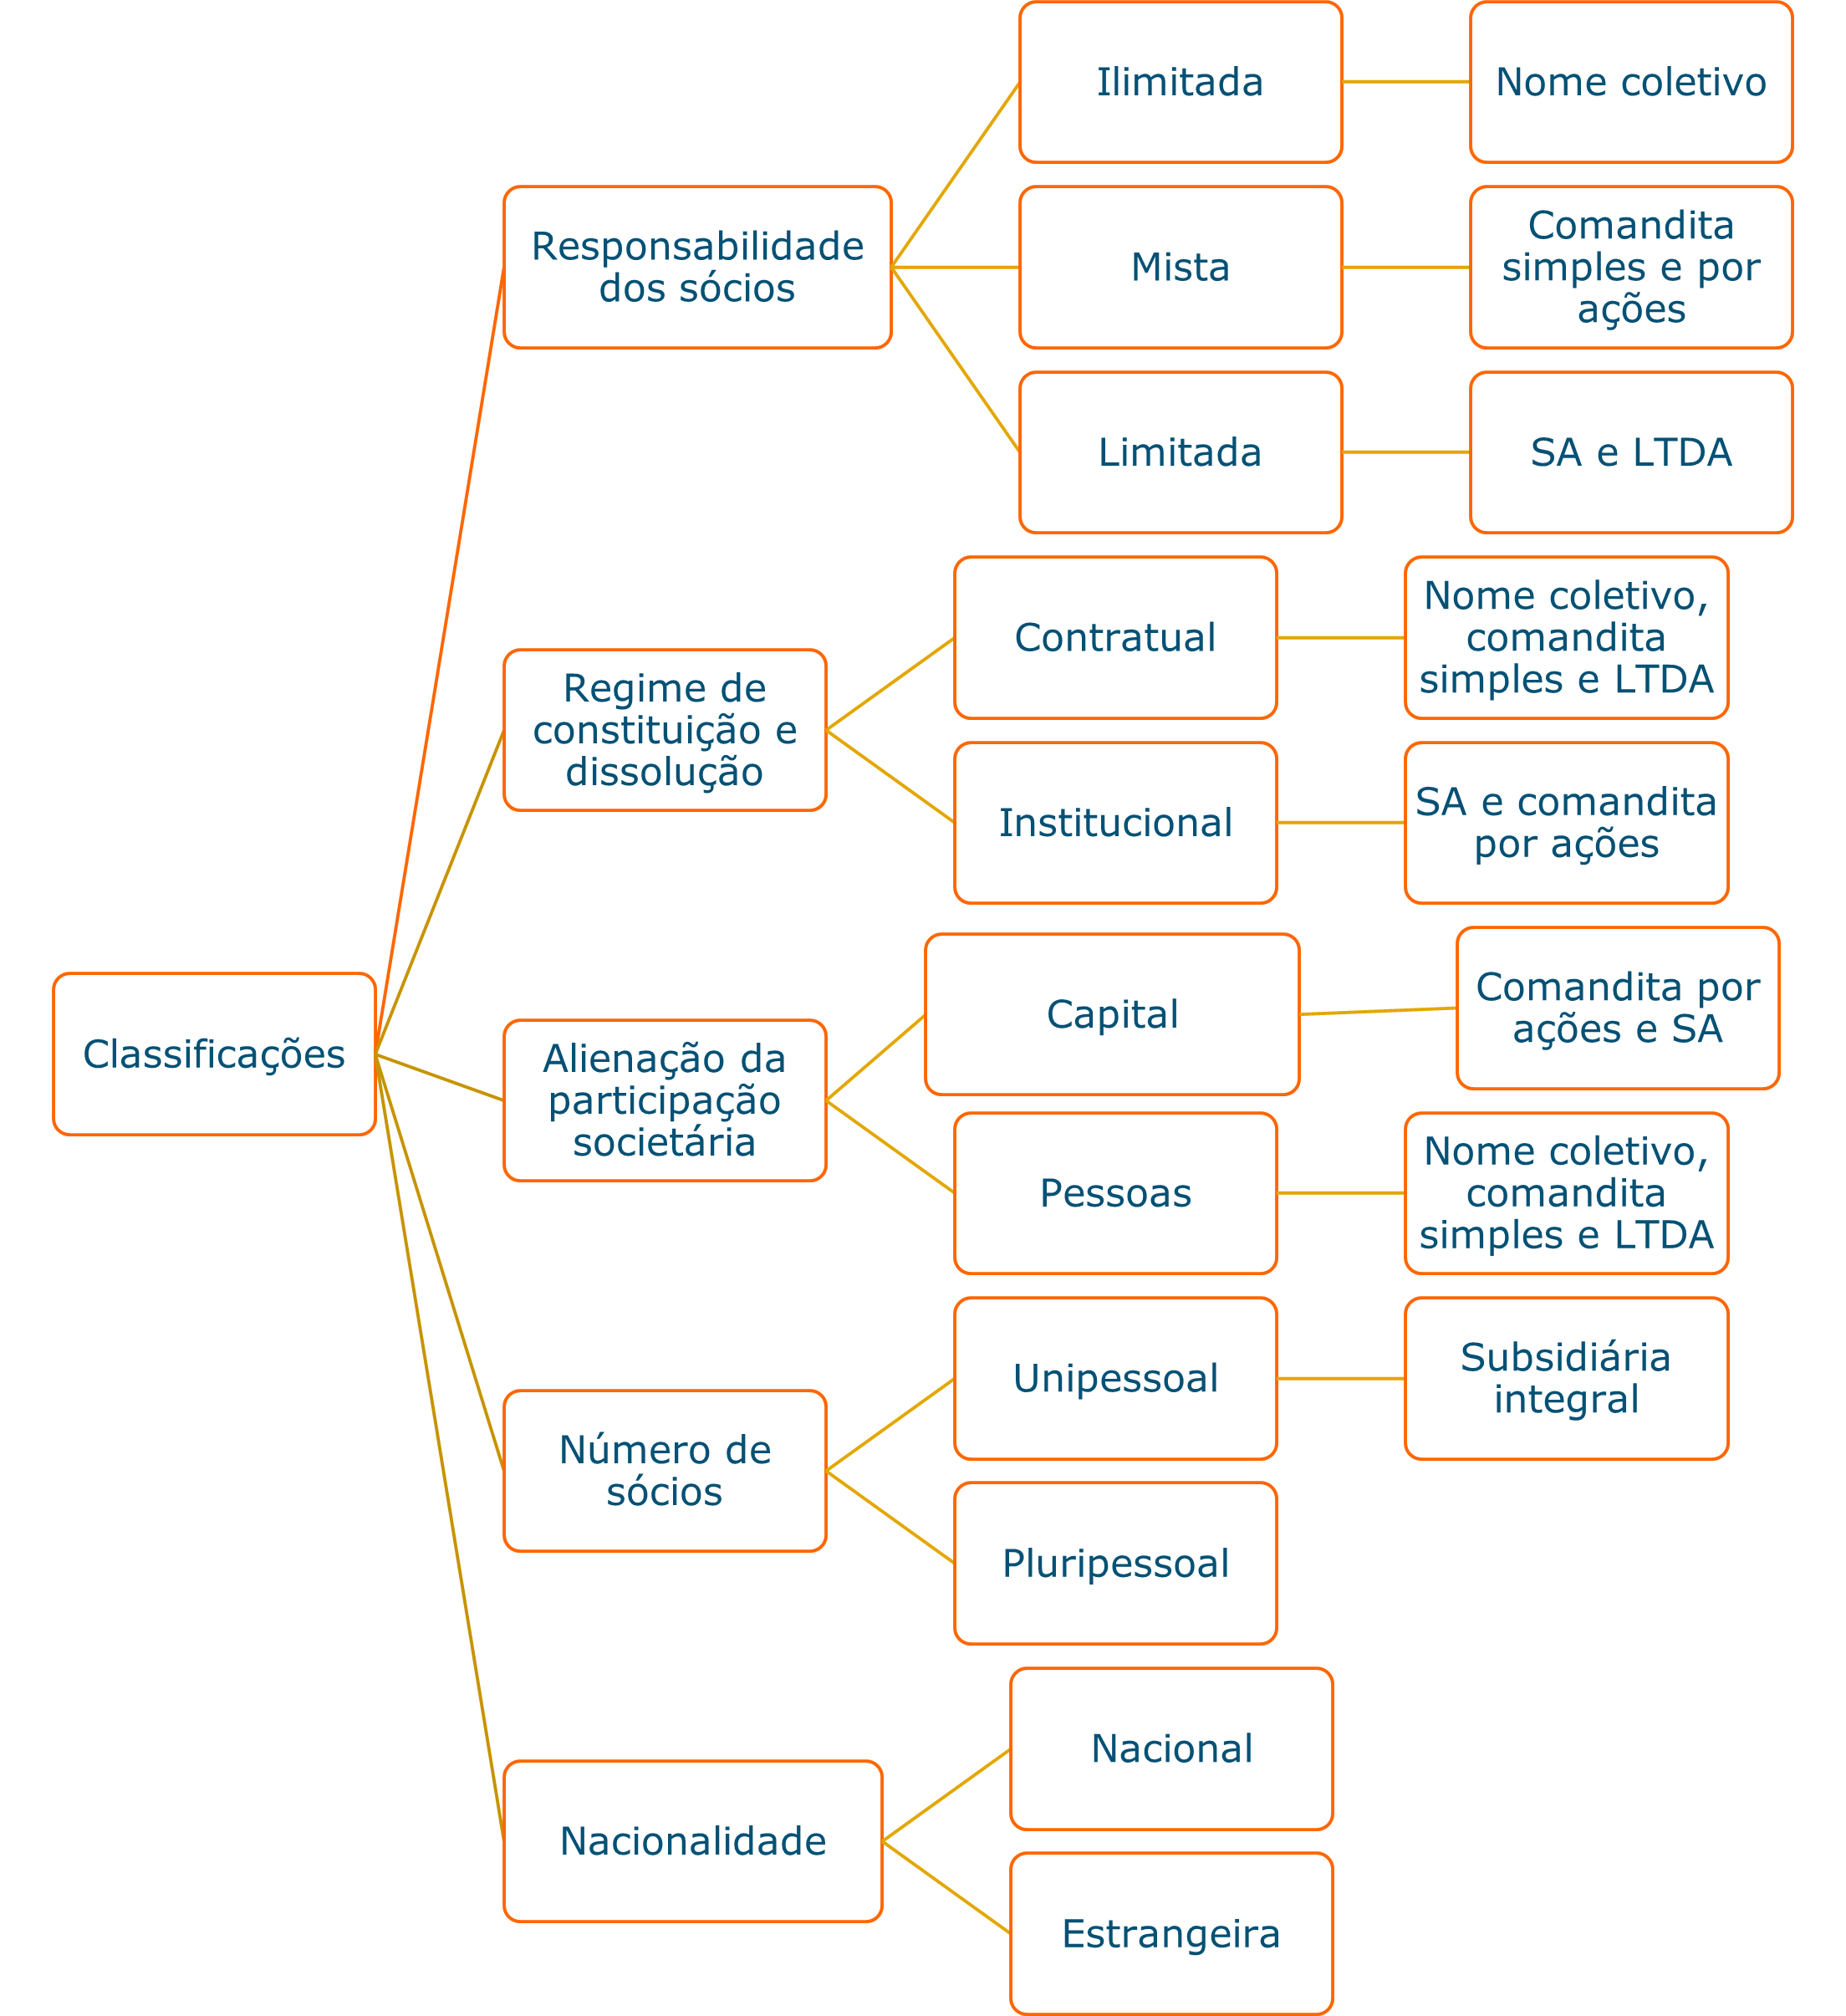 Classificações
Responsabilidade
dos sócios
Ilimitada
Nome coletivo
Mista
Comandita
simples e por
ações
Limitada
SA e LTDA
Regime de
constituição e
dissolução
Contratual
Nome coletivo,
comandita
simples e LTDA
Institucional
SA e comandita
por ações
Alienação da
participação
societária
Capital
Comandita por
ações e SA
Pessoas
Nome coletivo,
comandita
simples e LTDA
Número de
sócios
Unipessoal
Subsidiária
integral
Pluripessoal
Nacionalidade
Nacional
Estrangeira